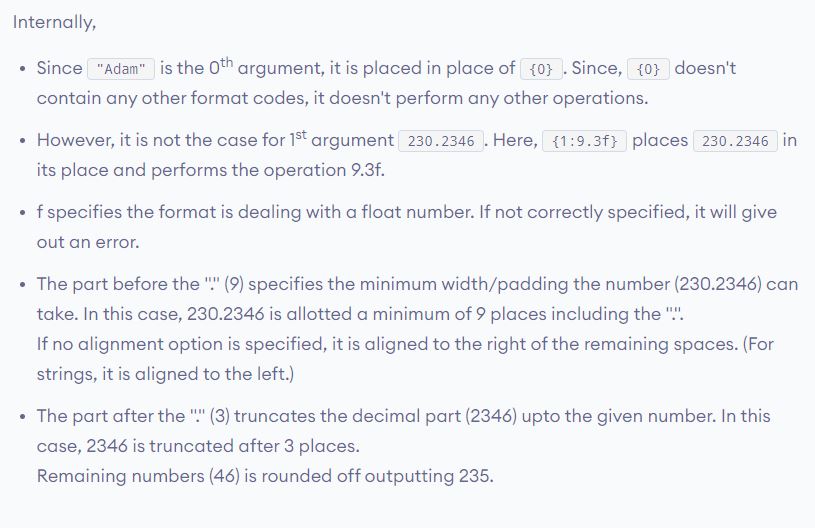 Internally,
• Since "Adam" is the 0th argument, it is placed in place of {0}. Since, {0} doesn't
contain any other format codes, it doesn't perform any other operations.
• However, it is not the case for 1st argument 230.2346. Here, {1:9.3f} places 230.2346 in
its place and performs the operation 9.3f.
• f specifies the format is dealing with a float number. If not correctly specified, it will give
out an error.
• The part before the "." (9) specifies the minimum width/padding the number (230.2346) can
take. In this case, 230.2346 is allotted a minimum of 9 places including the ".".
If no alignment option is specified, it is aligned to the right of the remaining spaces. (For
strings, it is aligned to the left.)
• The part after the "." (3) truncates the decimal part (2346) upto the given number. In this
case, 2346 is truncated after 3 places.
Remaining numbers (46) is rounded off outputting 235.